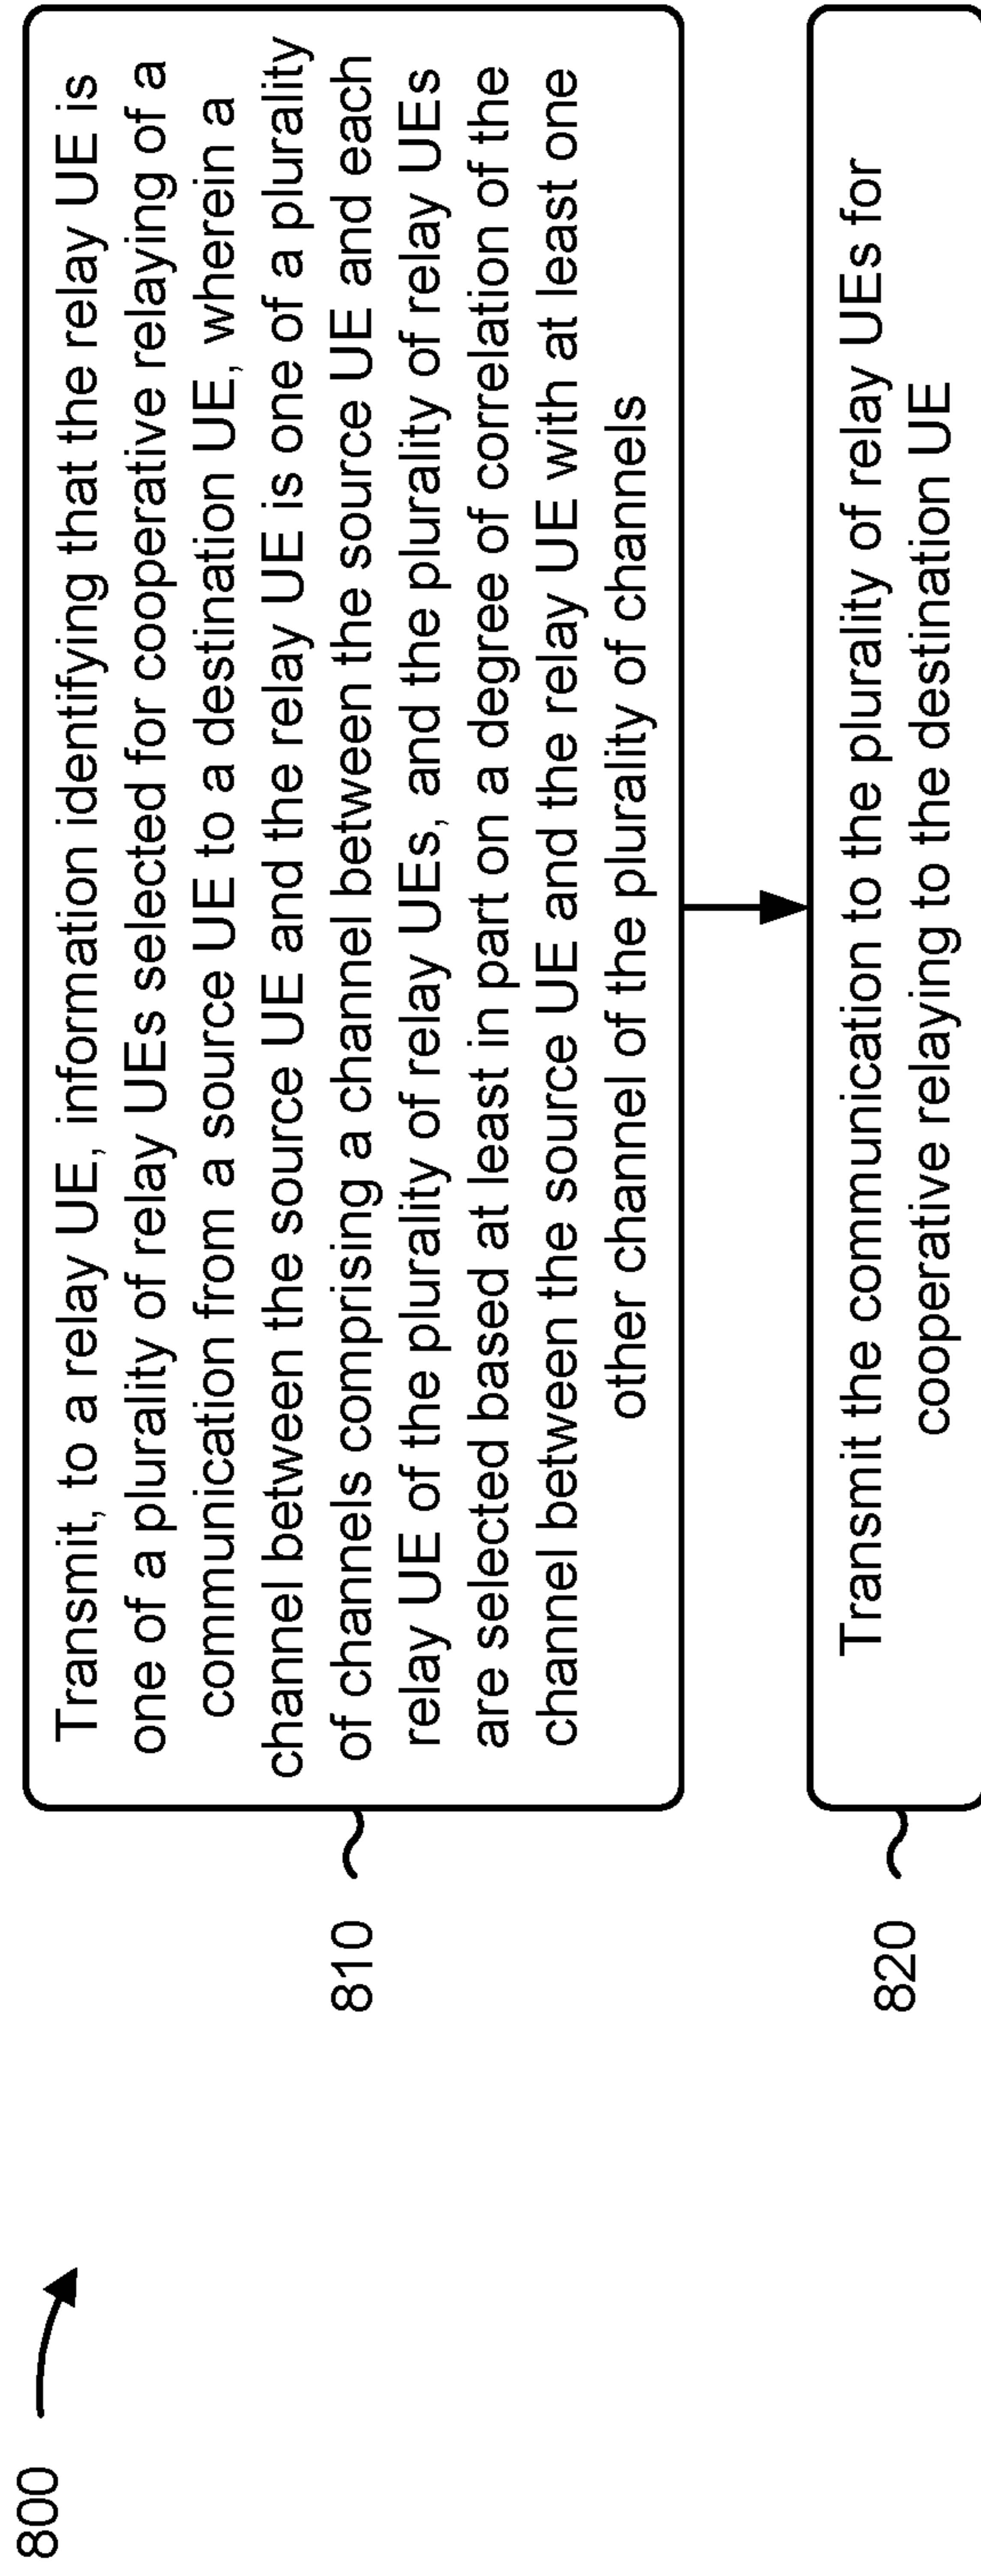 800
810
Transmit, to a relay UE, information identifying that the relay UE is
one of a plurality of relay UEs selected for cooperative relaying of a
communication from a source UE to a destination UE, wherein a
channel between the source UE and the relay UE is one of a plurality
of channels comprising a channel between the source UE and each
relay UE of the plurality of relay UEs, and the plurality of relay UEs
are selected based at least in part on a degree of correlation of the
channel between the source UE and the relay UE with at least one
other channel of the plurality of channels
820
Transmit the communication to the plurality of relay UEs for
cooperative relaying to the destination UE